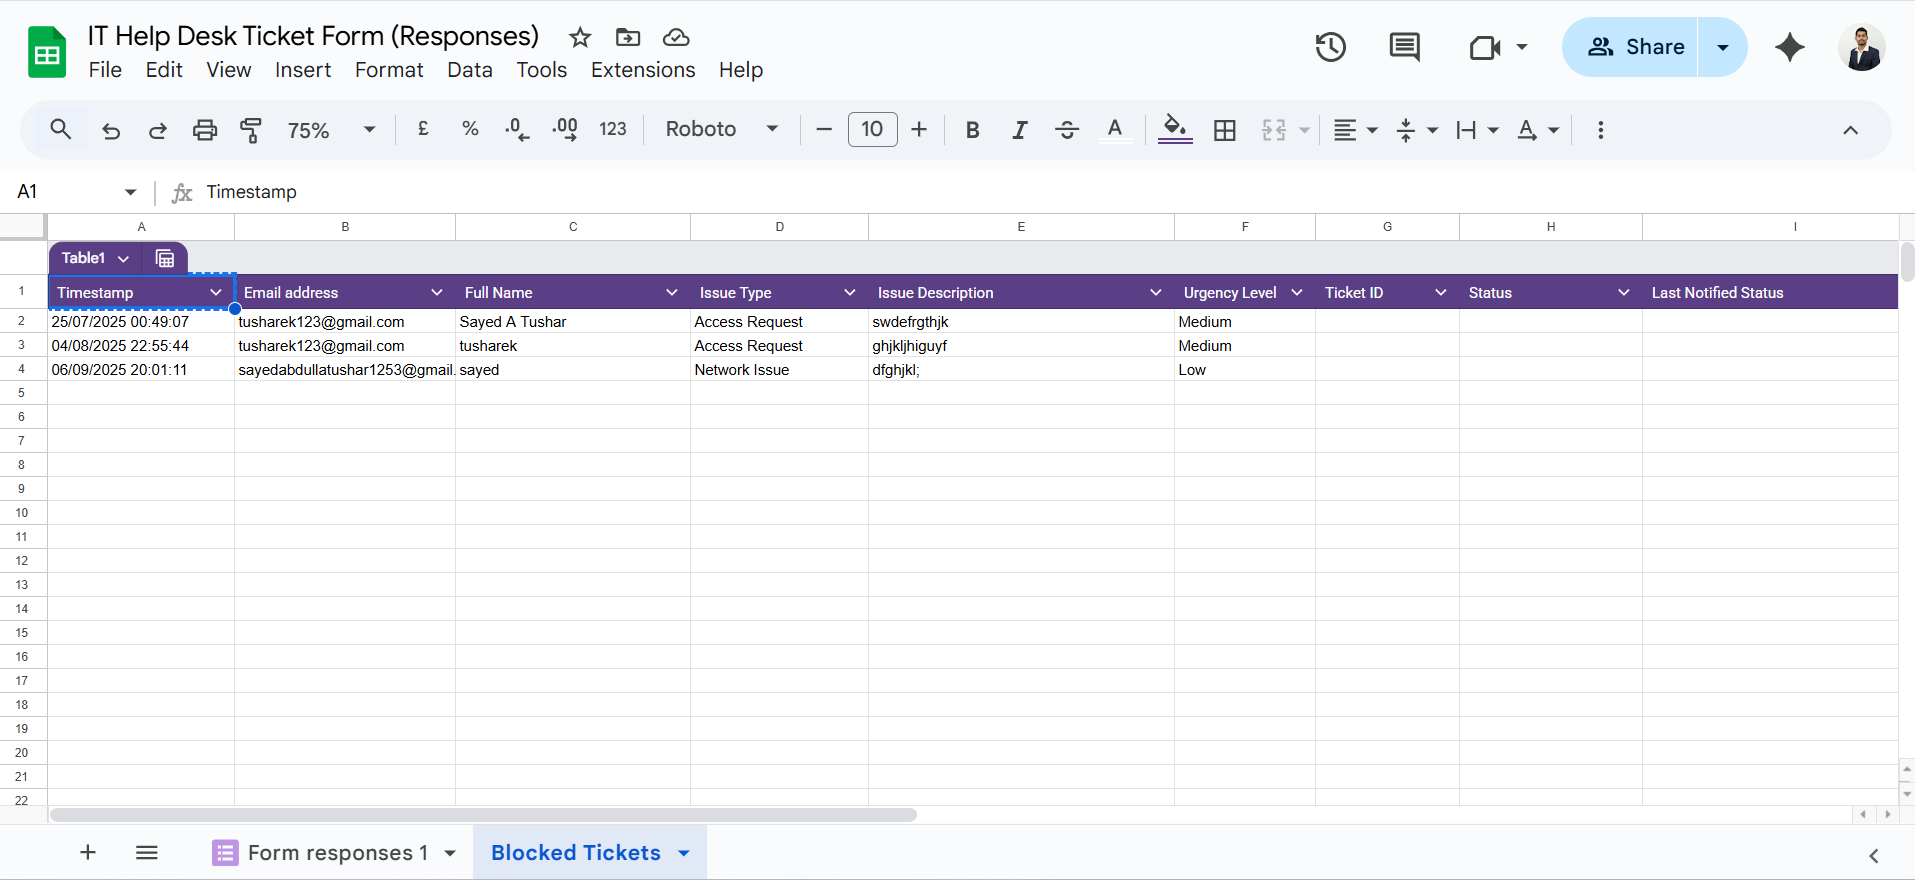 IT Help Desk Ticket Form (Responses)
File Edit View Insert Format Data Tools Extensions Help
Share
75% £ % .0 .00 123 Roboto 10 B I A A
A1 fx Timestamp
A B C D E F G H I
Table1
1 Timestamp Email address Full Name Issue Type Issue Description Urgency Level Ticket ID Status Last Notified Status
2 25/07/2025 00:49:07 tusharek123@gmail.com Sayed A Tushar Access Request swdefrgthjk Medium
3 04/08/2025 22:55:44 tusharek123@gmail.com tusharek Access Request ghjkljhiguyf Medium
4 06/09/2025 20:01:11 sayedabdullatushar1253@gmail. sayed Network Issue dfghjkl; Low
5
6
7
8
9
10
11
12
13
14
15
16
17
18
19
20
21
22
Form responses 1 Blocked Tickets